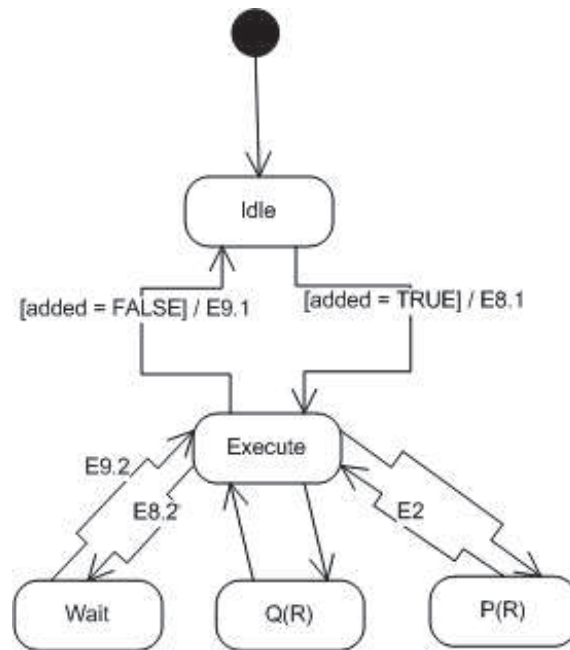 Idle
[added = FALSE] / E9.1
[added = TRUE] / E8.1
Execute
E9.2
E8.2
E2
Wait
Q(R)
P(R)